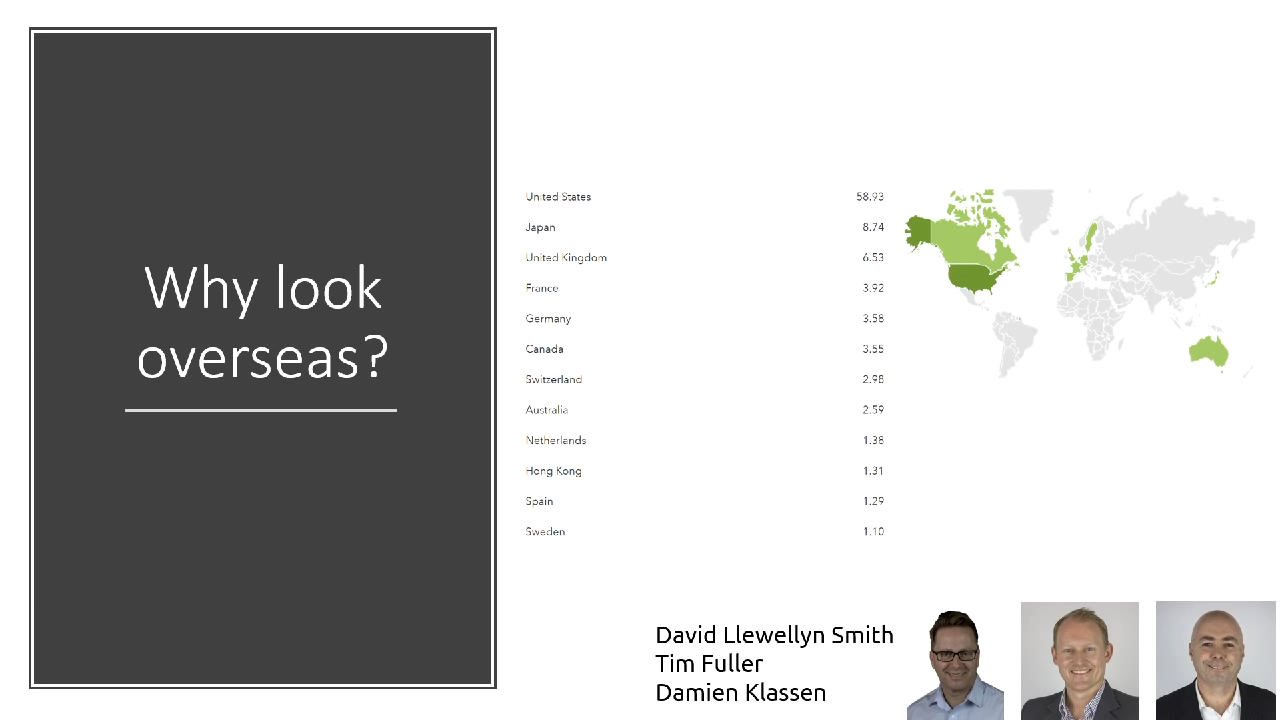 Why look
overseas?
United States 58.93
Japan 8.74
United Kingdom 6.53
France 3.92
Germany 3.58
Canada 3.55
Switzerland 2.98
Australia 2.59
Netherlands 1.38
Hong Kong 1.31
Spain 1.29
Sweden 1.10
David Llewellyn Smith
Tim Fuller
Damien Klassen